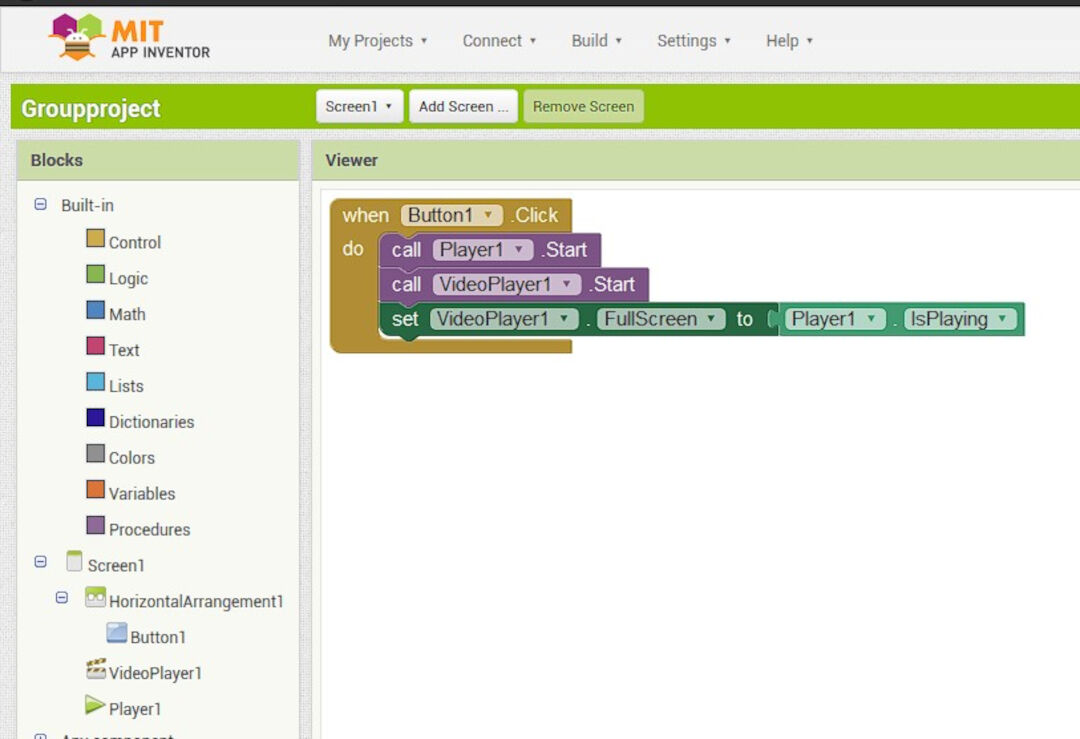 MIT
APP INVENTOR
My Projects Connect Build Settings Help
Groupproject
Screen1 Add Screen ... Remove Screen
Blocks
Viewer
Built-in
Control
Logic
Math
Text
Lists
Dictionaries
Colors
Variables
Procedures
Screen1
HorizontalArrangement1
Button1
VideoPlayer1
Player1
Any component
when Button1 .Click
do call Player1 .Start
call VideoPlayer1 .Start
set VideoPlayer1 . FullScreen to Player1 . IsPlaying